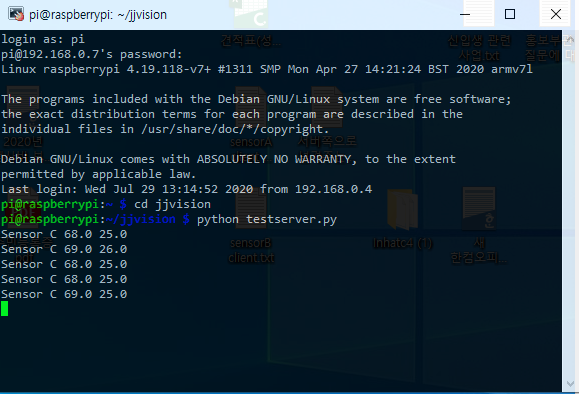 pi@raspberrypi: ~/jjvision
login as: pi
pi@192.168.0.7's password:
Linux raspberrypi 4.19.118-v7+ #1311 SMP Mon Apr 27 14:21:24 BST 2020 armv7l
The programs included with the Debian GNU/Linux system are free software;
the exact distribution terms for each program are described in the
individual files in /usr/share/doc/*/copyright.
Debian GNU/Linux comes with ABSOLUTELY NO WARRANTY, to the extent
permitted by applicable law.
Last login: Wed Jul 29 13:14:52 2020 from 192.168.0.4
pi@raspberrypi:~ $ cd jjvision
pi@raspberrypi:~/jjvision $ python testserver.py
Sensor C 68.0 25.0
Sensor C 69.0 26.0
Sensor C 68.0 25.0
Sensor C 68.0 25.0
Sensor C 69.0 25.0
sensorA
sensorB
client.txt
inhatc4 (1)